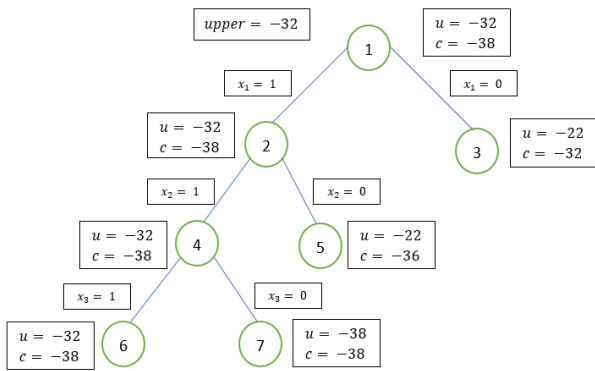 upper = −32
1
u = −32
c = −38
x₁ = 1
x₁ = 0
u = −32
c = −38
2
3
u = −22
c = −32
x₂ = 1
x₂ = 0
u = −32
c = −38
4
5
u = −22
c = −36
x₃ = 1
x₃ = 0
u = −32
c = −38
6
7
u = −38
c = −38